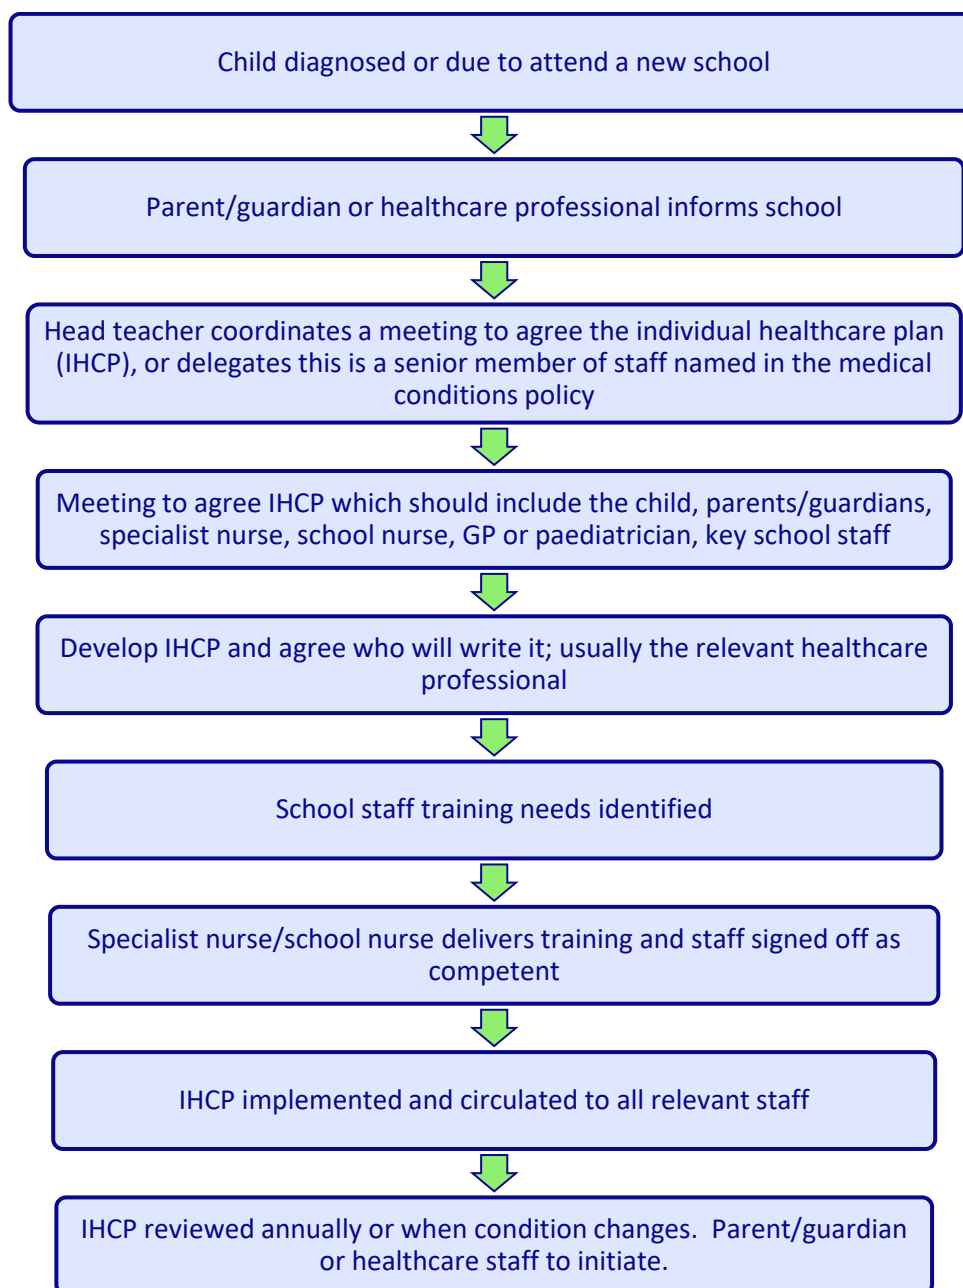 Child diagnosed or due to attend a new school
Parent/guardian or healthcare professional informs school
Head teacher coordinates a meeting to agree the individual healthcare plan
(IHCP), or delegates this is a senior member of staff named in the medical
conditions policy
Meeting to agree IHCP which should include the child, parents/guardians,
specialist nurse, school nurse, GP or paediatrician, key school staff
Develop IHCP and agree who will write it; usually the relevant healthcare
professional
School staff training needs identified
Specialist nurse/school nurse delivers training and staff signed off as
competent
IHCP implemented and circulated to all relevant staff
IHCP reviewed annually or when condition changes.  Parent/guardian
or healthcare staff to initiate.